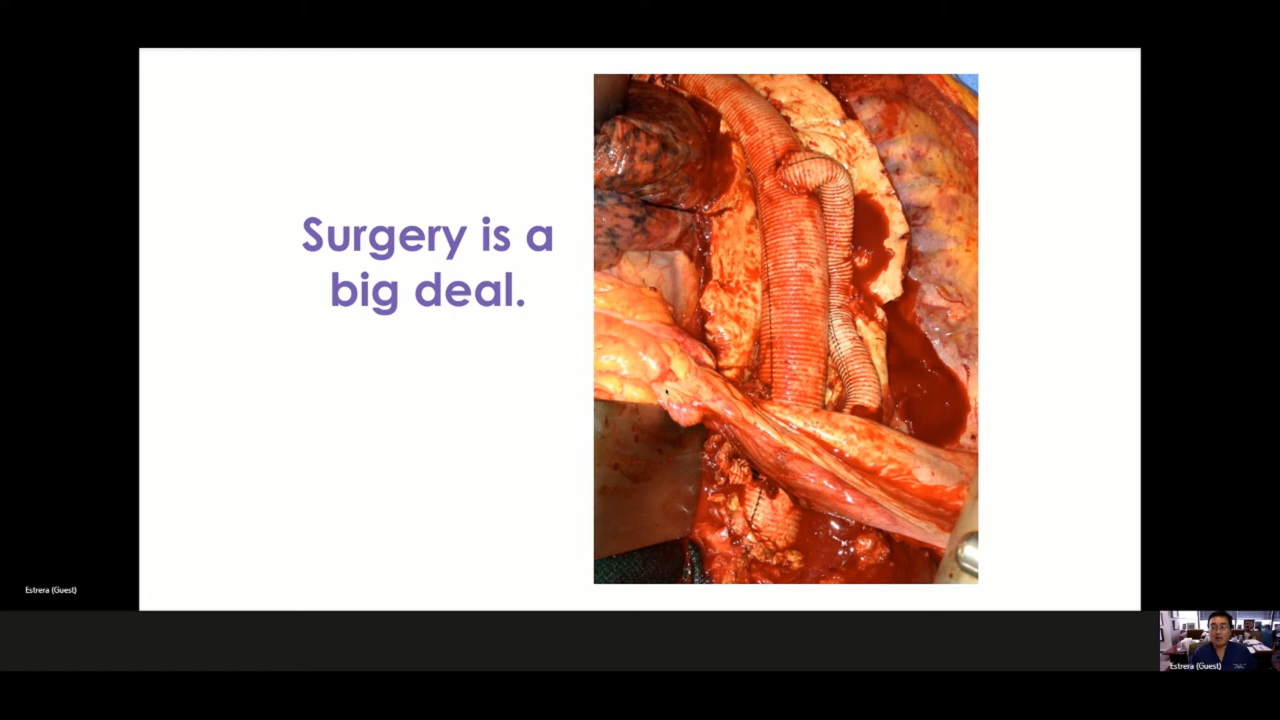 Surgery is a
big deal.
Estrera (Guest)
Estrera (Guest)